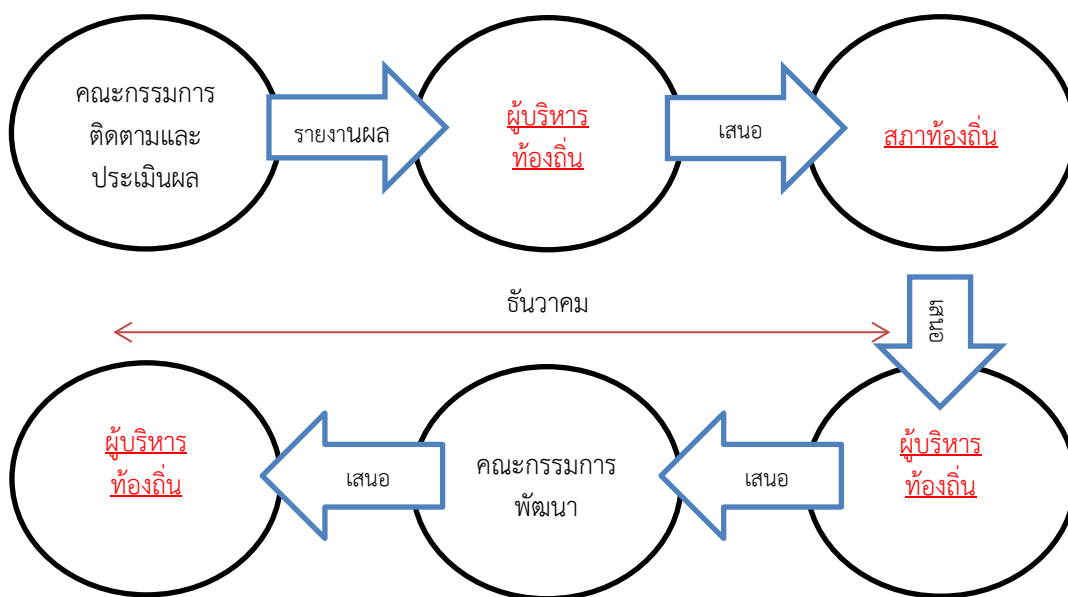 คณะกรรมการ
ติดตามและ
ประเมินผล
รายงานผล
ผู้บริหาร
ท้องถิ่น
เสนอ
สภาท้องถิ่น
เสนอ
ธันวาคม
ผู้บริหาร
ท้องถิ่น
เสนอ
คณะกรรมการ
พัฒนา
เสนอ
ผู้บริหาร
ท้องถิ่น